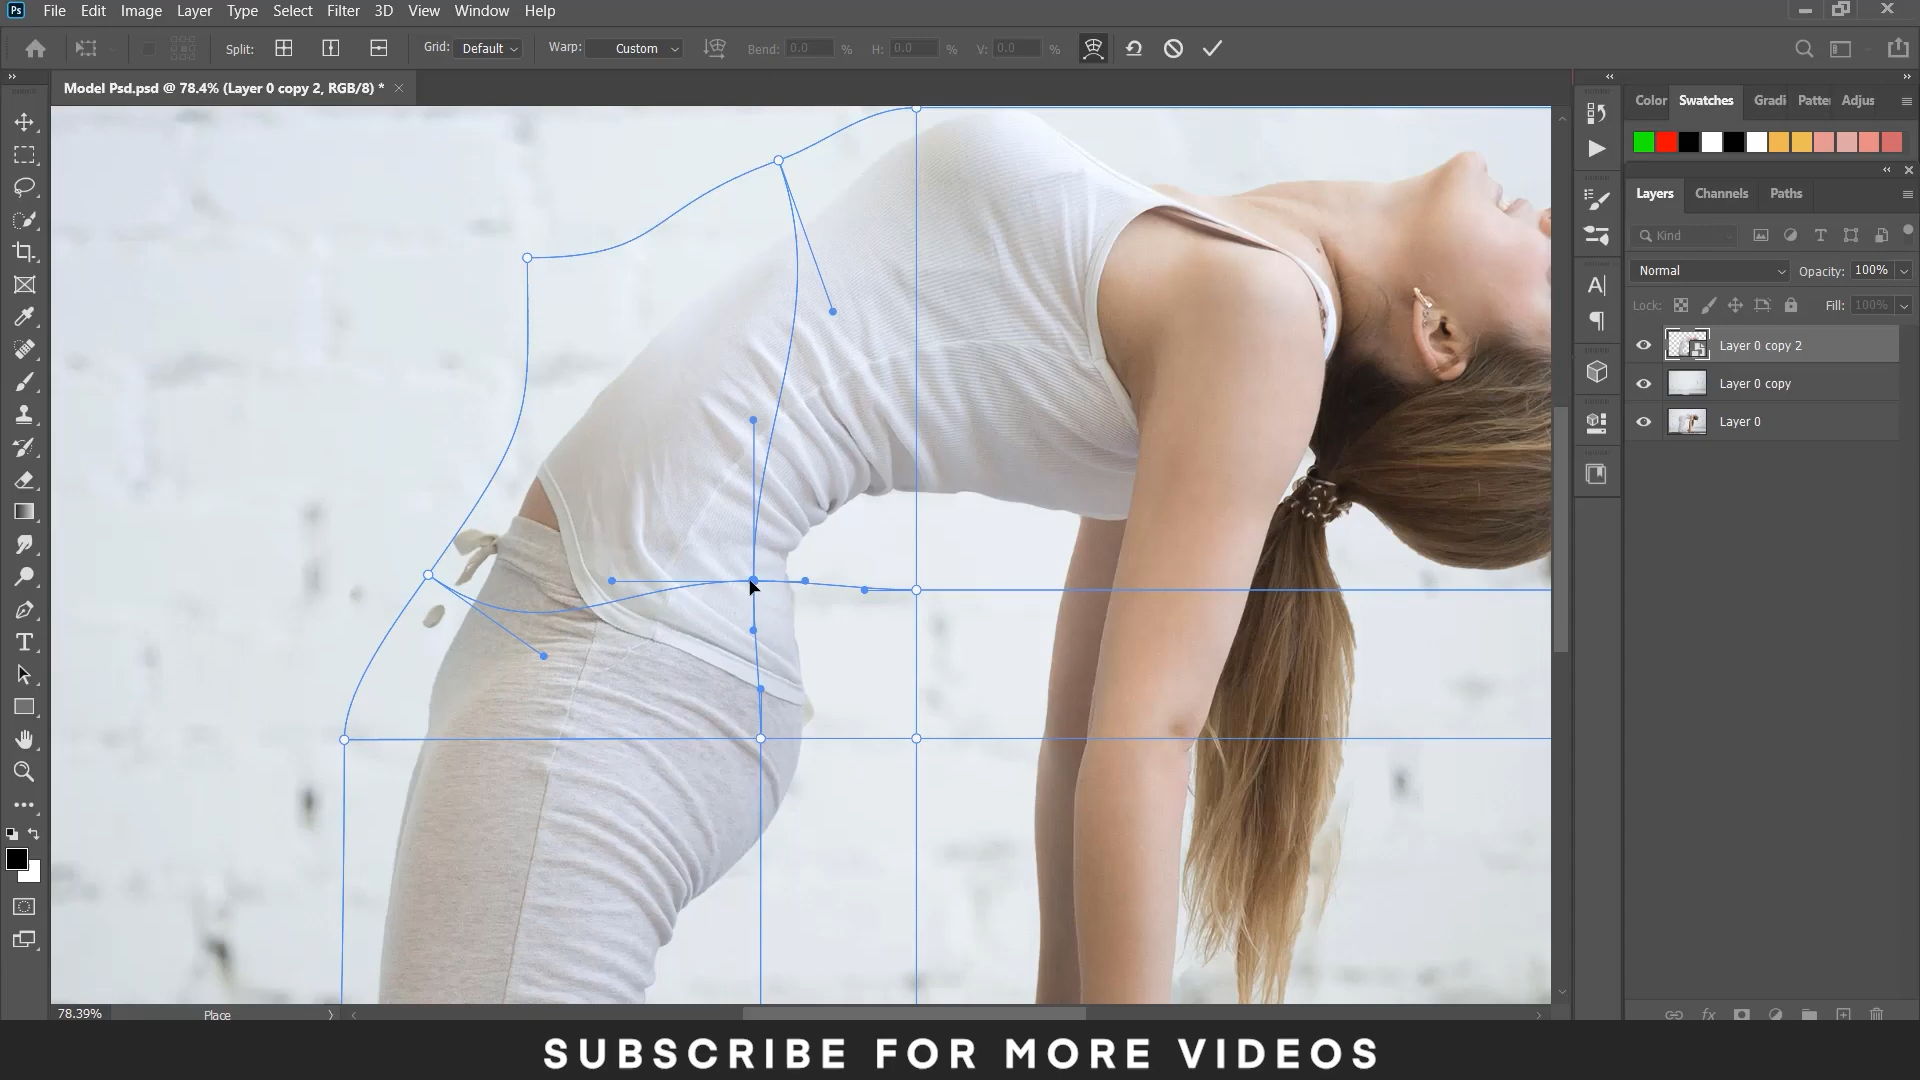 Ps File Edit Image Layer Type Select Filter 3D View Window Help
Split: Grid: Default Warp: Custom Bend: 0.0 % H: 0.0 % V: 0.0 %
Model Psd.psd @ 78.4% (Layer 0 copy 2, RGB/8) * ×
Color Swatches Gradi Patte Adjus
Layers Channels Paths
Kind
Normal Opacity: 100%
Lock: Fill: 100%
Layer 0 copy 2
Layer 0 copy
Layer 0
78.39% Place
SUBSCRIBE FOR MORE VIDEOS